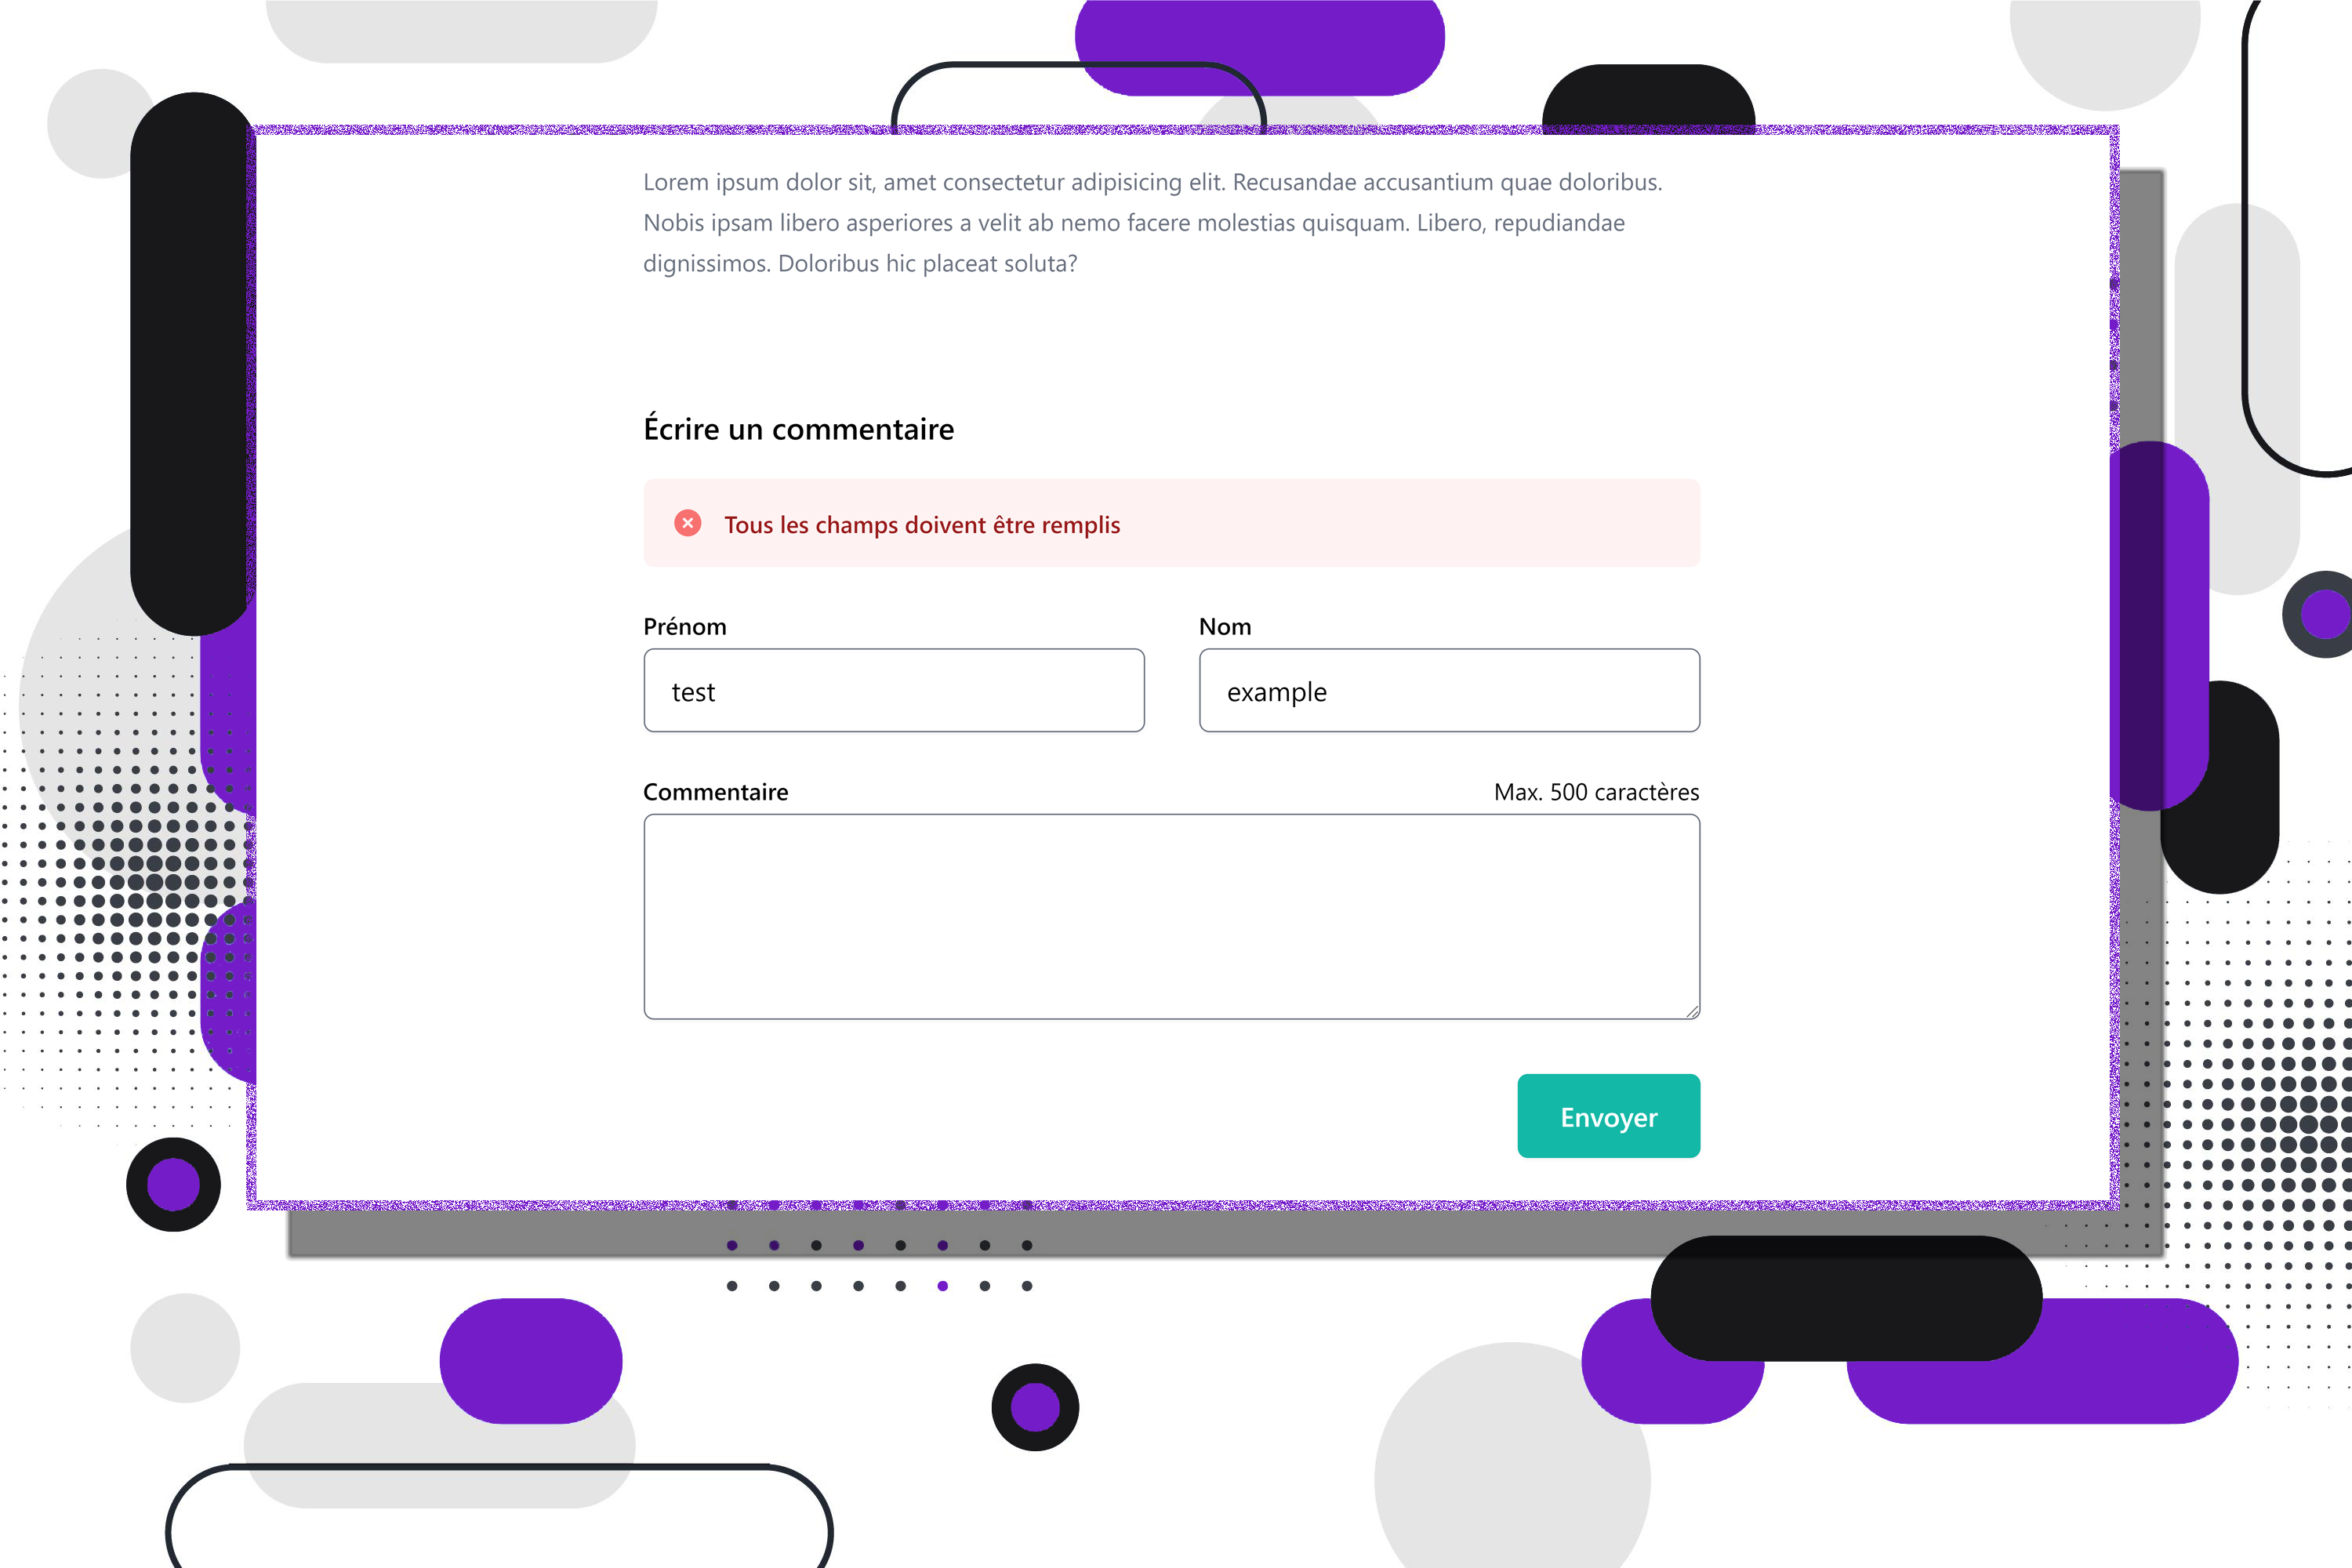 Lorem ipsum dolor sit, amet consectetur adipisicing elit. Recusandae accusantium quae doloribus.
Nobis ipsam libero asperiores a velit ab nemo facere molestias quisquam. Libero, repudiandae
dignissimos. Doloribus hic placeat soluta?
Écrire un commentaire
Tous les champs doivent être remplis
Prénom
Nom
test
example
Commentaire
Max. 500 caractères
Envoyer